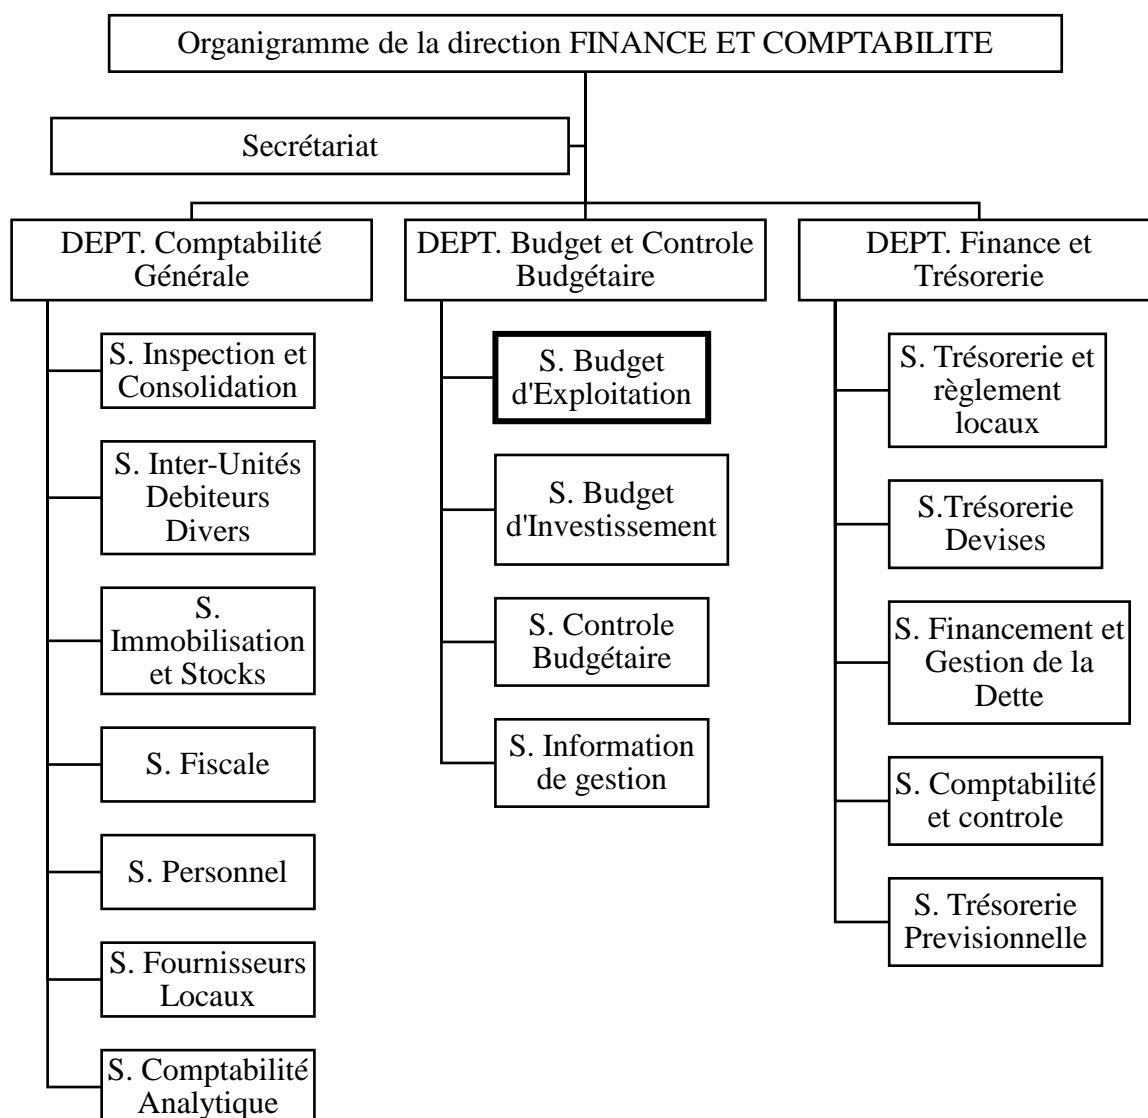 Organigramme de la direction FINANCE ET COMPTABILITE
Secrétariat
DEPT. Comptabilité
Générale
S. Inspection et
Consolidation
S. Inter-Unités
Debiteurs
Divers
S.
Immobilisation
et Stocks
S. Fiscale
S. Personnel
S. Fournisseurs
Locaux
S. Comptabilité
Analytique
DEPT. Budget et Controle
Budgétaire
S. Budget
d'Exploitation
S. Budget
d'Investissement
S. Controle
Budgétaire
S. Information
de gestion
DEPT. Finance et
Trésorerie
S. Trésorerie et
règlement
locaux
S.Trésorerie
Devises
S. Financement et
Gestion de la
Dette
S. Comptabilité
et controle
S. Trésorerie
Previsionnelle